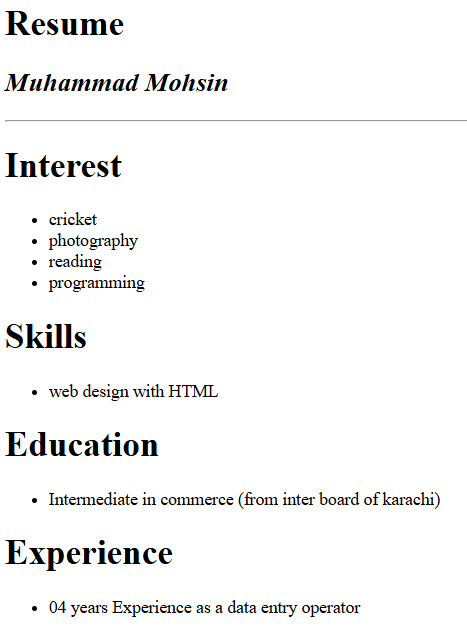 Resume
Muhammad Mohsin
Interest
cricket
photography
reading
programming
Skills
web design with HTML
Education
Intermediate in commerce (from inter board of karachi)
Experience
04 years Experience as a data entry operator